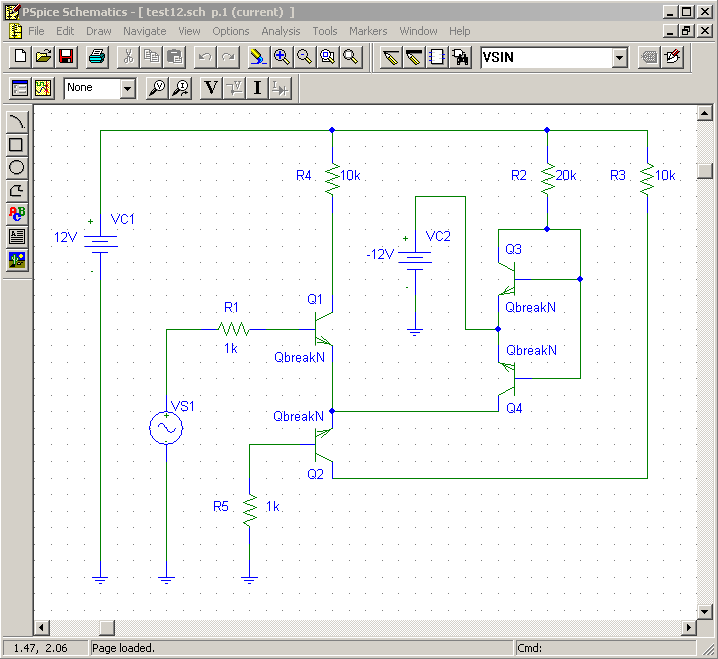 PSpice Schematics - [ test12.sch p.1 (current) ]
File Edit Draw Navigate View Options Analysis Tools Markers Window Help
VSIN
None
V V I
R4 10k
R2 20k
R3 10k
VC1
+
12V
-
VC2
+
-12V
-
Q3
QbreakN
Q1
R1
1k
QbreakN
QbreakN
Q4
VS1
+
-
QbreakN
Q2
R5 1k
1.47, 2.06 Page loaded. Cmd: